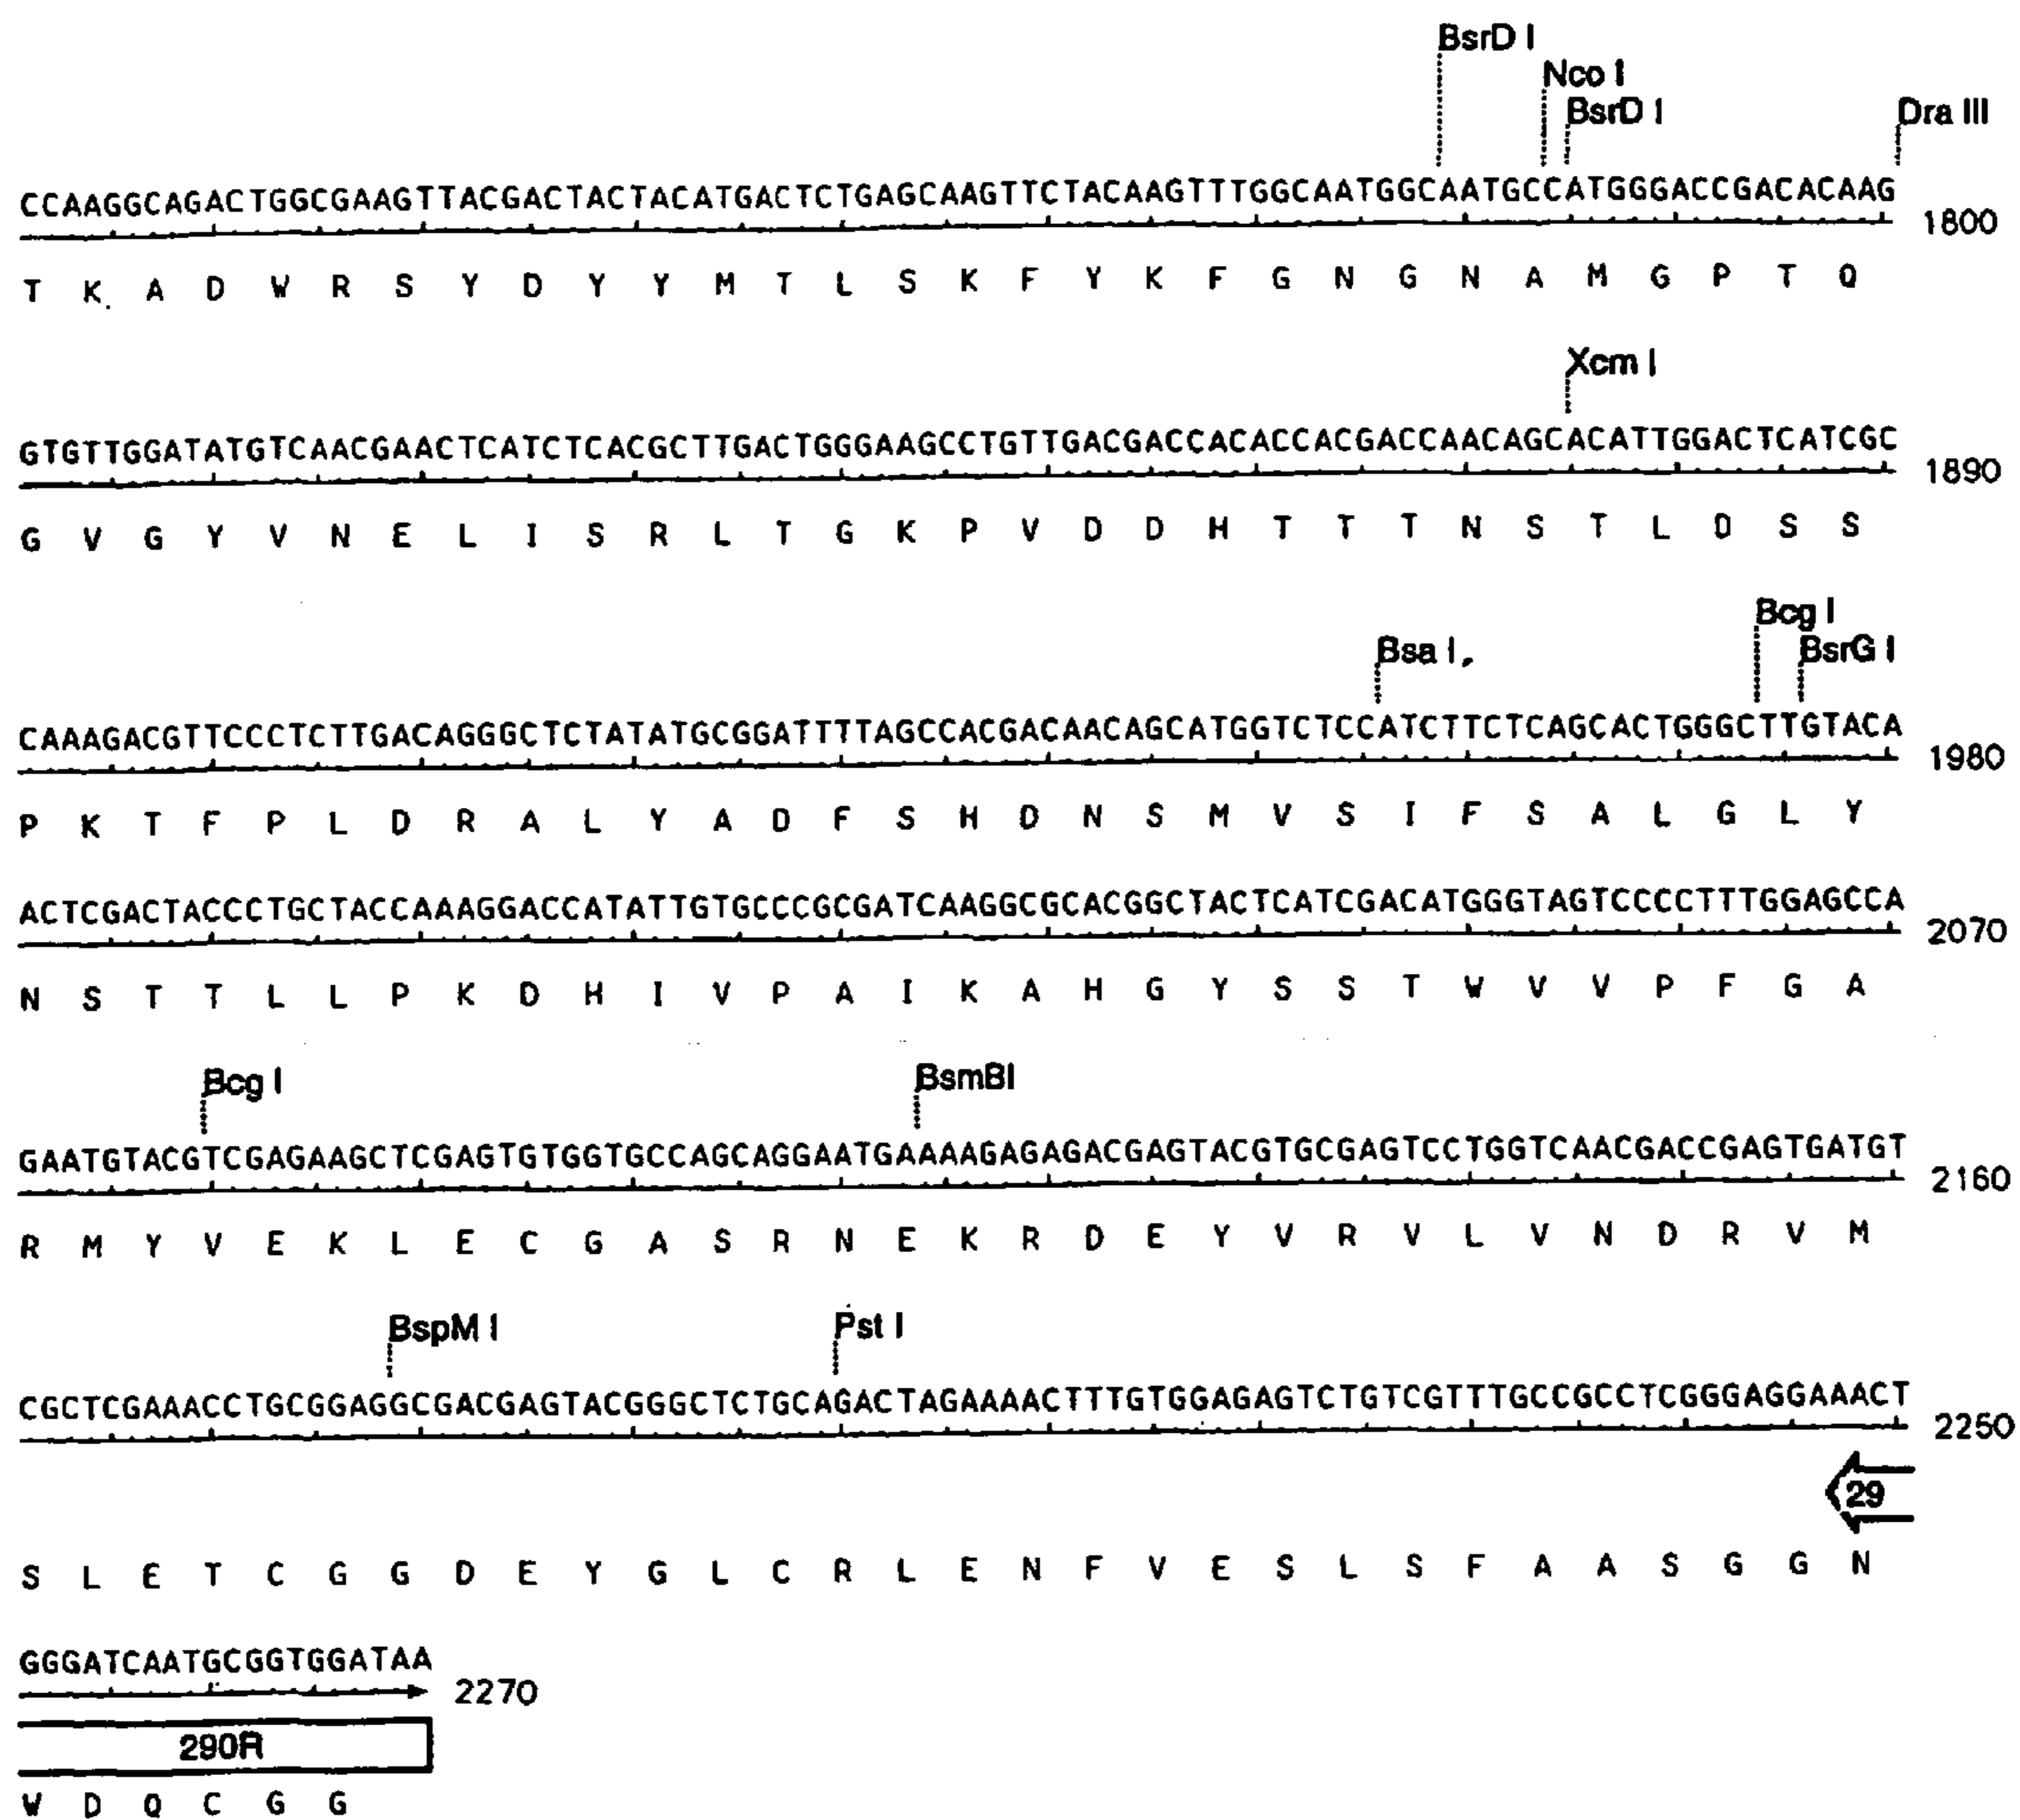 BsrD I
Nco I
BsrD I
Dra III
CCAAGGCAGACTGGCGAAGTTACGACTACTACATGACTCTGAGCAAGTTCTACAAGTTTGGCAATGGCAATGCCATGGGACCGACACAAG
1800
T K A D W R S Y D Y Y M T L S K F Y K F G N G N A M G P T Q
Xcm I
GTGTTGGATATGTCAACGAACTCATCTCACGCTTGACTGGGAAGCCTGTTGACGACCACACCACGACCAACAGCACATTGGACTCATCGC
1890
G V G Y V N E L I S R L T G K P V D D H T T T N S T L D S S
Bcg I
Bsa I
BsrG I
CAAAGACGTTCCCTCTTGACAGGGCTCTATATGCGGATTTTAGCCACGACAACAGCATGGTCTCCATCTTCTCAGCACTGGGCTTGTACA
1980
P K T F P L D R A L Y A D F S H D N S M V S I F S A L G L Y
ACTCGACTACCCTGCTACCAAAGGACCATATTGTGCCCGCGATCAAGGCGCACGGCTACTCATCGACATGGGTAGTCCCCTTTGGAGCCA
2070
N S T T L L P K D H I V P A I K A H G Y S S T W V V P F G A
Bcg I
BsmBI
GAATGTACGTCGAGAAGCTCGAGTGTGGTGCCAGCAGGAATGAAAAGAGAGACGAGTACGTGCGAGTCCTGGTCAACGACCGAGTGATGT
2160
R M Y V E K L E C G A S R N E K R D E Y V R V L V N D R V M
BspM I
Pst I
CGCTCGAAACCTGCGGAGGCGACGAGTACGGGCTCTGCAGACTAGAAAACTTTGTGGAGAGTCTGTCGTTTGCCGCCTCGGGAGGAAACT
2250
29
S L E T C G G D E Y G L C R L E N F V E S L S F A A S G G N
GGGATCAATGCGGTGGATAA
2270
290R
W D Q C G G